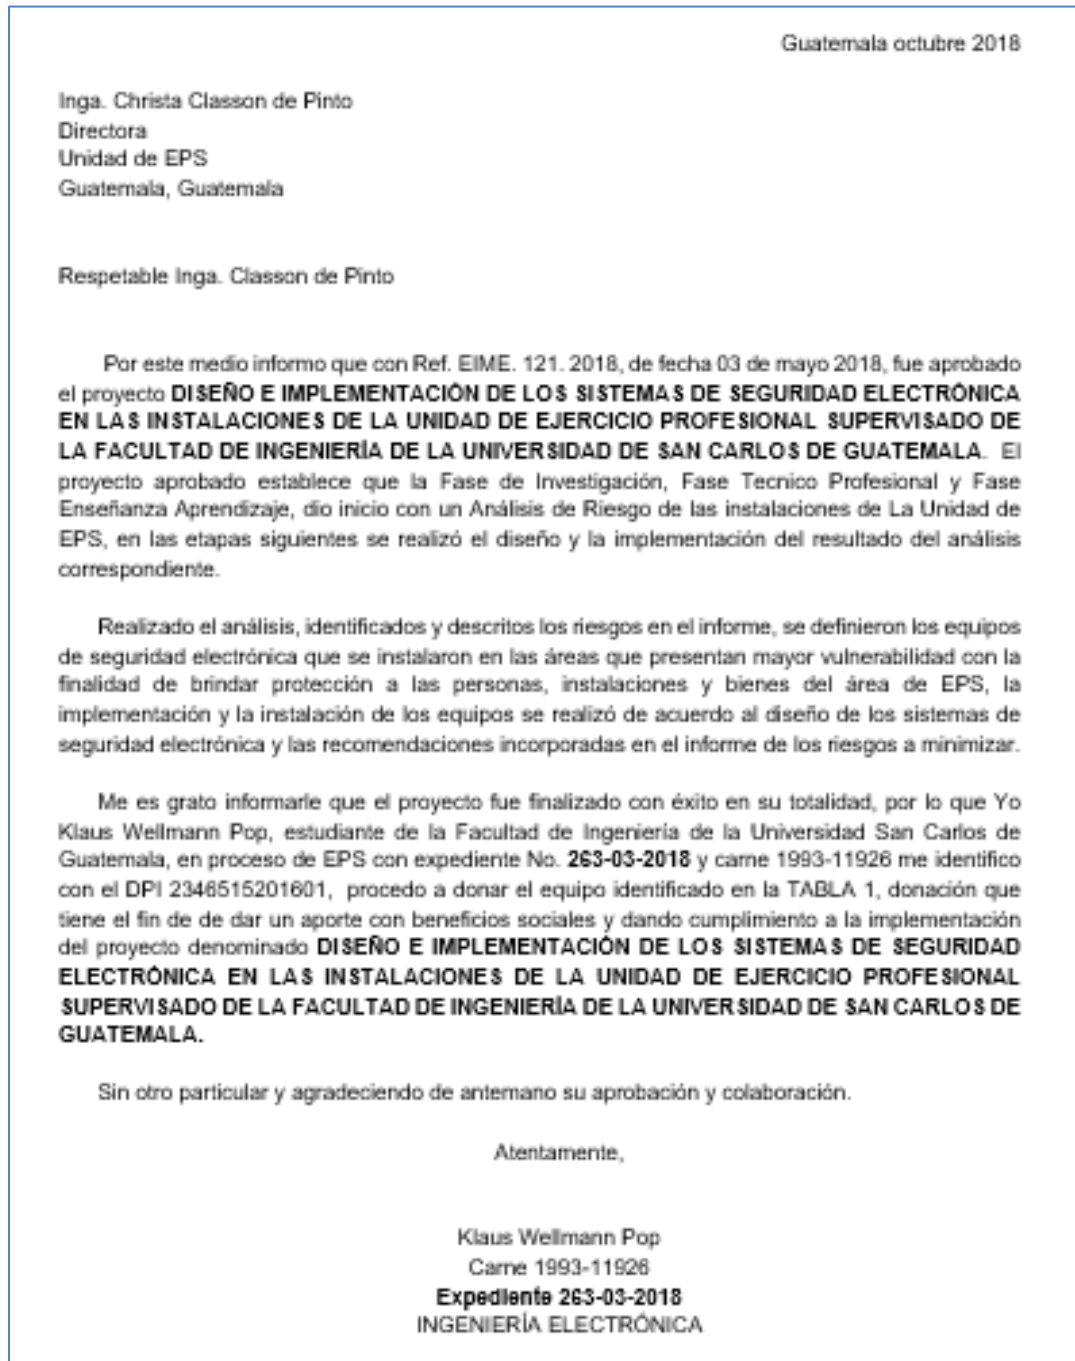 Guatemala octubre 2018
Inga. Christa Classon de Pinto
Directora
Unidad de EPS
Guatemala, Guatemala
Respetable Inga. Classon de Pinto
Por este medio informo que con Ref. EIME. 121. 2018, de fecha 03 de mayo 2018, fue aprobado
el proyecto DISEÑO E IMPLEMENTACIÓN DE LOS SISTEMAS DE SEGURIDAD ELECTRÓNICA
EN LAS INSTALACIONES DE LA UNIDAD DE EJERCICIO PROFESIONAL SUPERVISADO DE
LA FACULTAD DE INGENIERÍA DE LA UNIVERSIDAD DE SAN CARLOS DE GUATEMALA. El
proyecto aprobado establece que la Fase de Investigación, Fase Tecnico Profesional y Fase
Enseñanza Aprendizaje, dio inicio con un Análisis de Riesgo de las instalaciones de La Unidad de
EPS, en las etapas siguientes se realizó el diseño y la implementación del resultado del análisis
correspondiente.
Realizado el análisis, identificados y descritos los riesgos en el informe, se definieron los equipos
de seguridad electrónica que se instalaron en las áreas que presentan mayor vulnerabilidad con la
finalidad de brindar protección a las personas, instalaciones y bienes del área de EPS, la
implementación y la instalación de los equipos se realizó de acuerdo al diseño de los sistemas de
seguridad electrónica y las recomendaciones incorporadas en el informe de los riesgos a minimizar.
Me es grato informarle que el proyecto fue finalizado con éxito en su totalidad, por lo que Yo
Klaus Wellmann Pop, estudiante de la Facultad de Ingeniería de la Universidad San Carlos de
Guatemala, en proceso de EPS con expediente No. 263-03-2018 y carne 1993-11926 me identifico
con el DPI 2346515201601, procedo a donar el equipo identificado en la TABLA 1, donación que
tiene el fin de de dar un aporte con beneficios sociales y dando cumplimiento a la implementación
del proyecto denominado DISEÑO E IMPLEMENTACIÓN DE LOS SISTEMAS DE SEGURIDAD
ELECTRÓNICA EN LAS INSTALACIONES DE LA UNIDAD DE EJERCICIO PROFESIONAL
SUPERVISADO DE LA FACULTAD DE INGENIERÍA DE LA UNIVERSIDAD DE SAN CARLOS DE
GUATEMALA.
Sin otro particular y agradeciendo de antemano su aprobación y colaboración.
Atentamente,
Klaus Wellmann Pop
Carne 1993-11926
Expediente 263-03-2018
INGENIERÍA ELECTRÓNICA